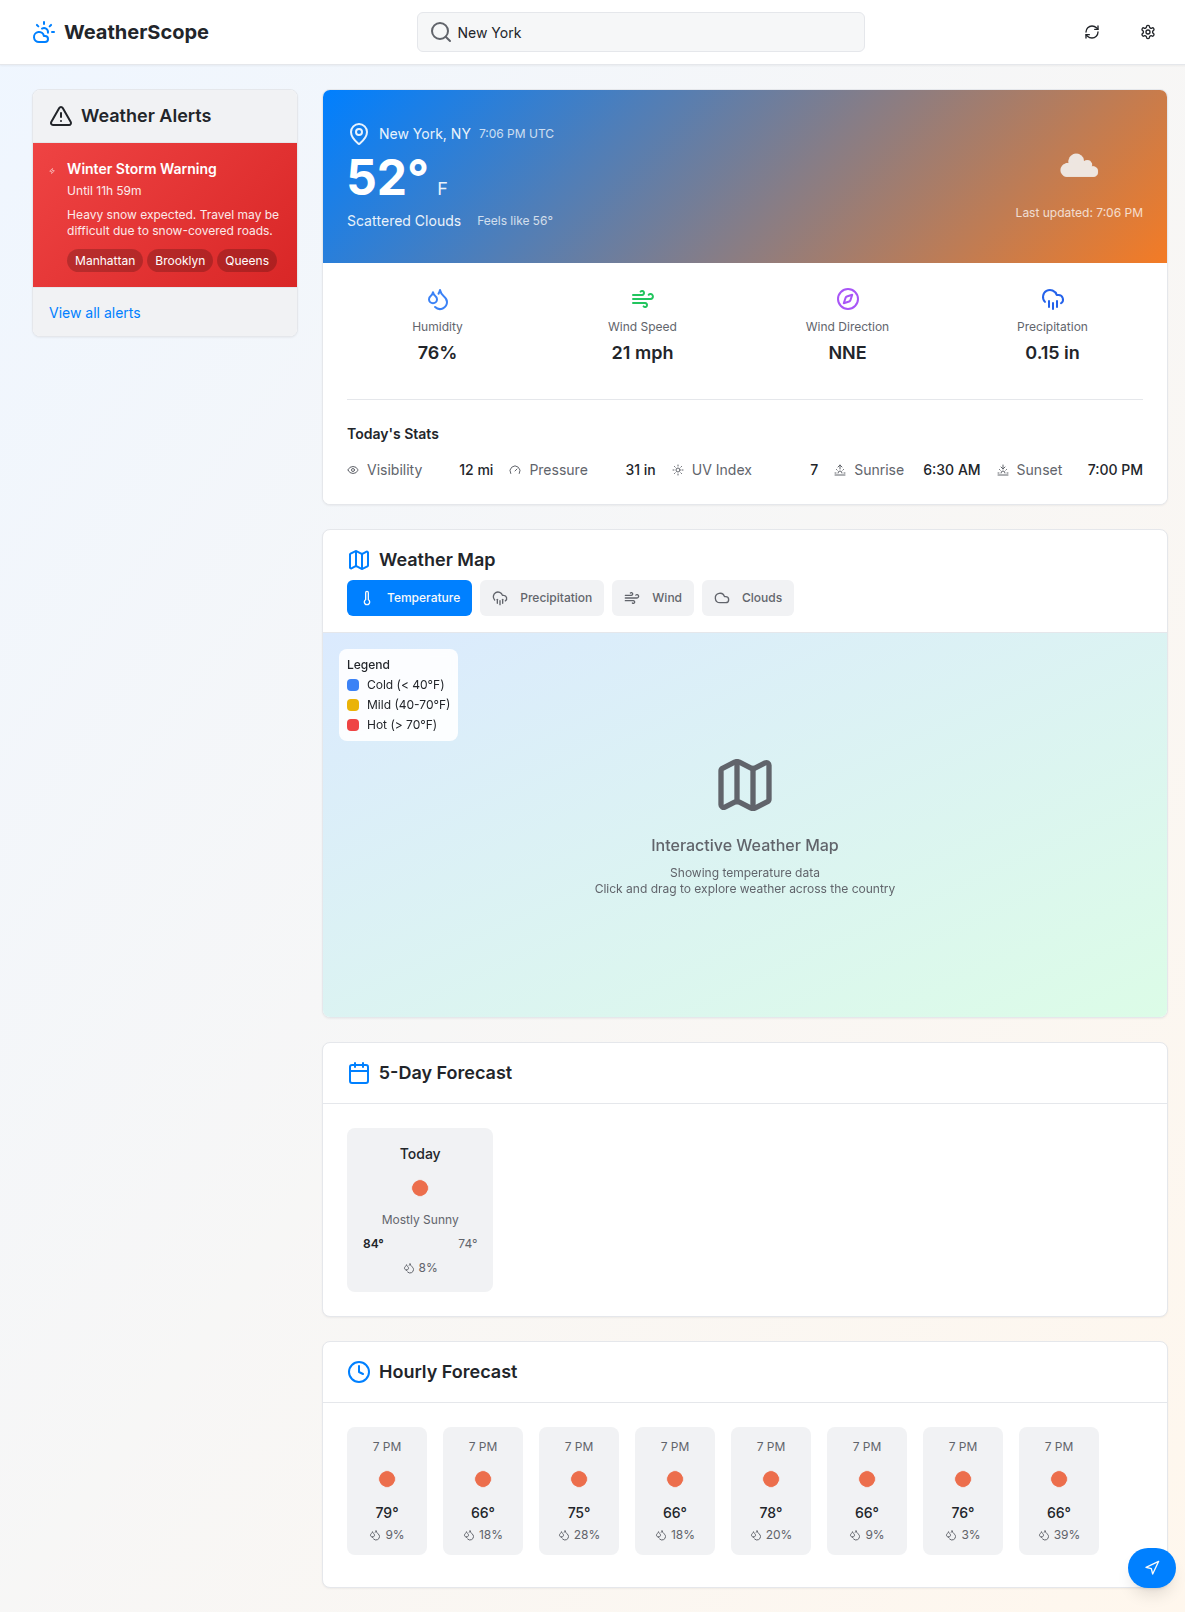 WeatherScope
New York
Weather Alerts
Winter Storm Warning
Until 11h 59m
Heavy snow expected. Travel may be
difficult due to snow-covered roads.
Manhattan Brooklyn Queens
View all alerts
New York, NY 7:06 PM UTC
52° F
Scattered Clouds Feels like 56°
Last updated: 7:06 PM
Humidity Wind Speed Wind Direction Precipitation
76% 21 mph NNE 0.15 in
Today's Stats
Visibility 12 mi Pressure 31 in UV Index 7 Sunrise 6:30 AM Sunset 7:00 PM
Weather Map
Temperature Precipitation Wind Clouds
Legend
Cold (< 40°F)
Mild (40-70°F)
Hot (> 70°F)
Interactive Weather Map
Showing temperature data
Click and drag to explore weather across the country
5-Day Forecast
Today
Mostly Sunny
84° 74°
8%
Hourly Forecast
7 PM 7 PM 7 PM 7 PM 7 PM 7 PM 7 PM 7 PM
79° 66° 75° 66° 78° 66° 76° 66°
9% 18% 28% 18% 20% 9% 3% 39%